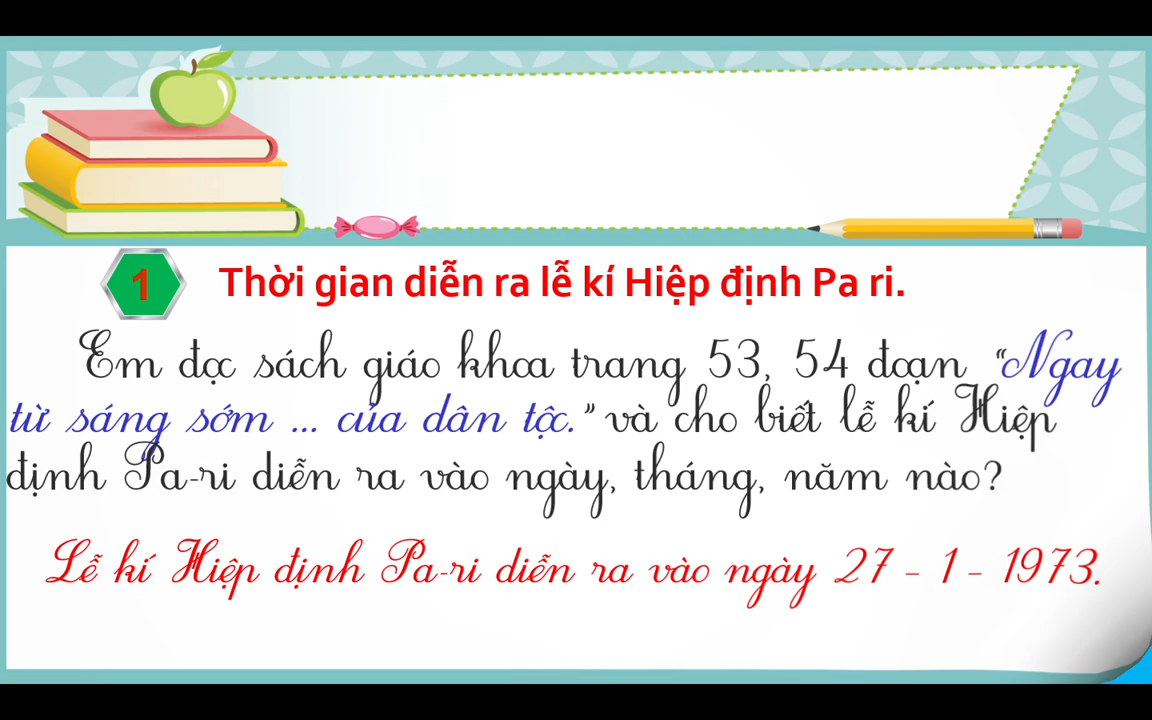 1 Thời gian diễn ra lễ kí Hiệp định Pa ri.
Em đọc sách giáo khoa trang 53, 54 đoạn “Ngay
từ sáng sớm ... của dân tộc.” và cho biết lễ kí Hiệp
định Pa-ri diễn ra vào ngày, tháng, năm nào?
Lễ kí Hiệp định Pa-ri diễn ra vào ngày 27 - 1 - 1973.